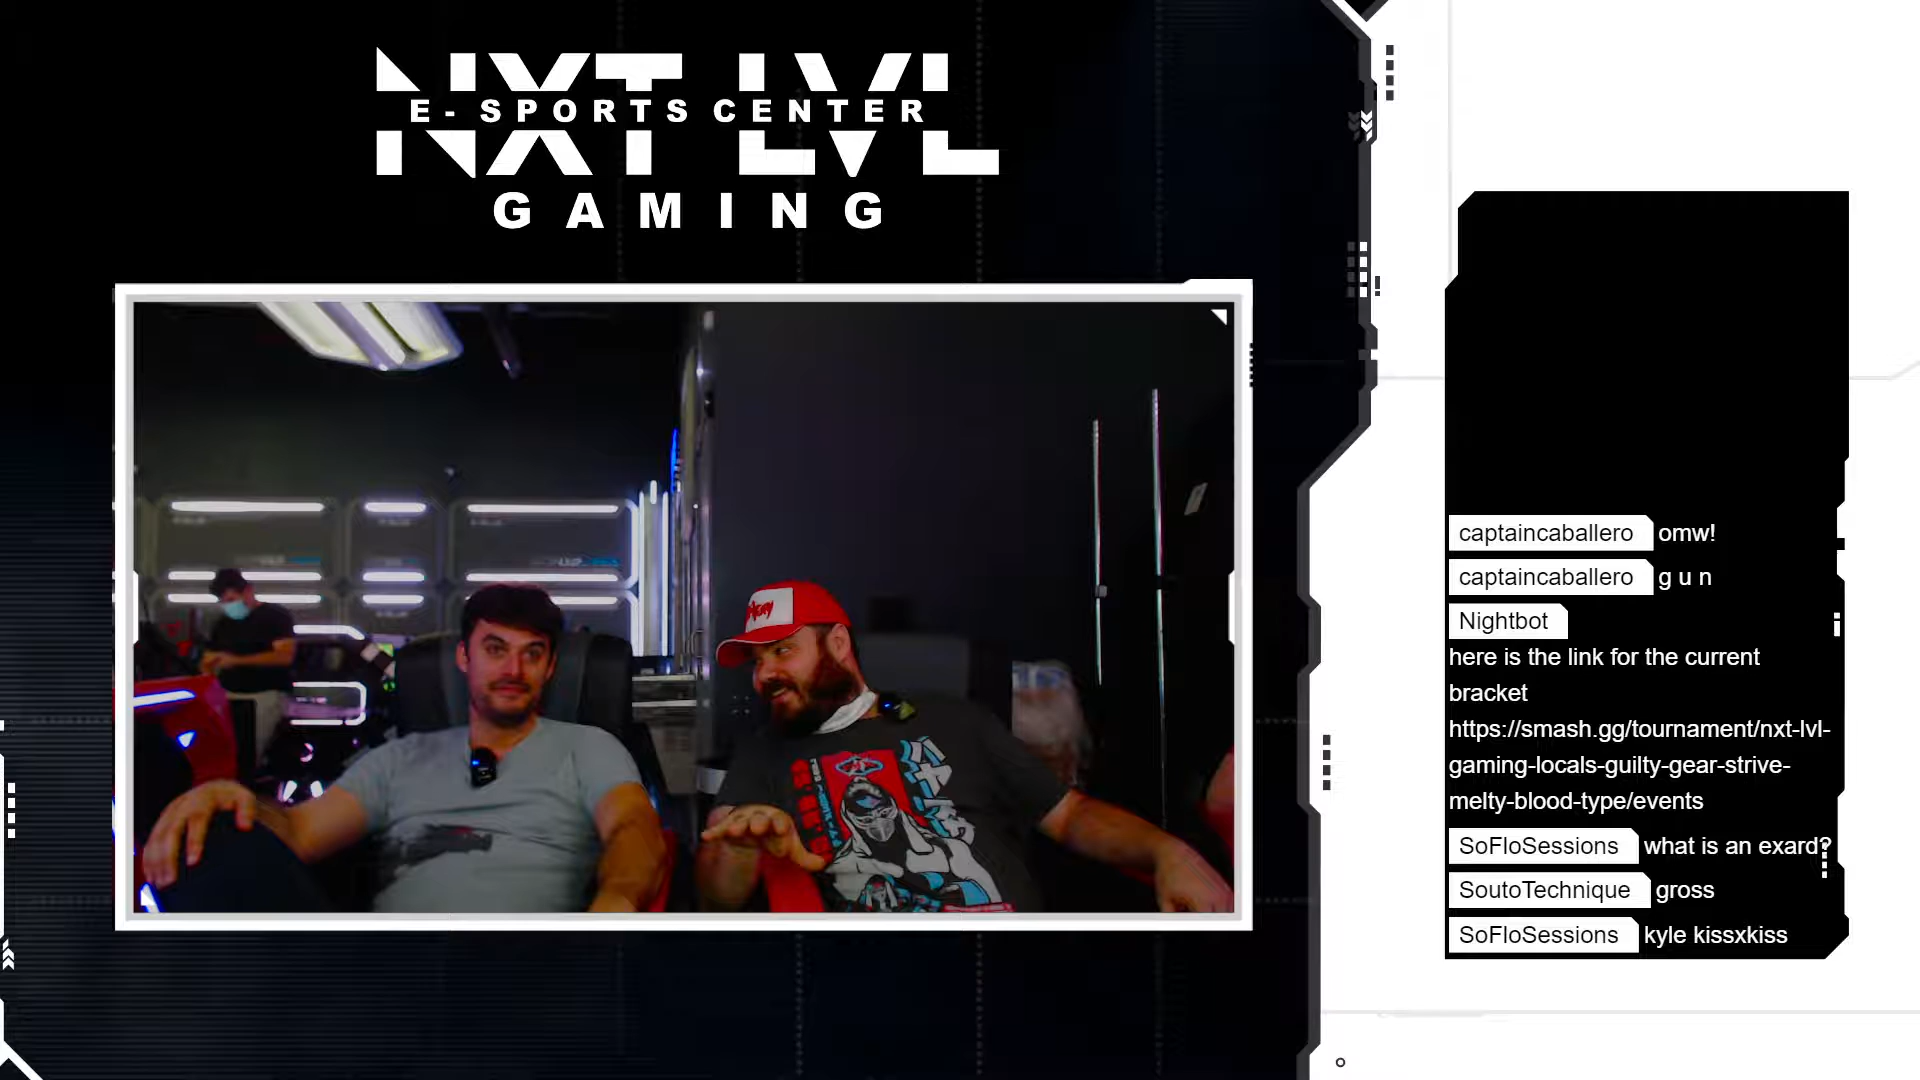 NXT LVL
E-SPORTS CENTER
GAMING
captaincaballero omw!
captaincaballero g u n
Nightbot
here is the link for the current
bracket
https://smash.gg/tournament/nxt-lvl-
gaming-locals-guilty-gear-strive-
melty-blood-type/events
SoFloSessions what is an exard?
SoutoTechnique gross
SoFloSessions kyle kissxkiss